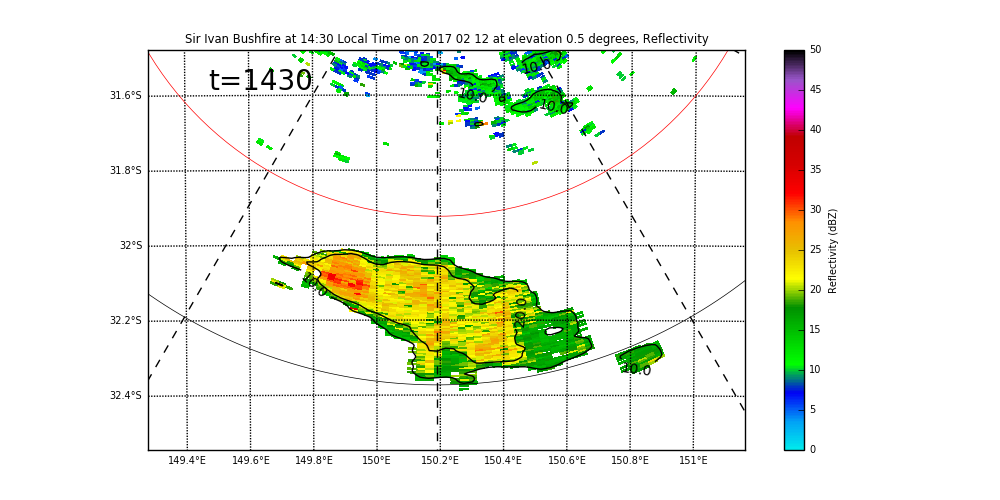 Sir Ivan Bushfire at 14:30 Local Time on 2017 02 12 at elevation 0.5 degrees, Reflectivity
t=1430
31.6°S
31.8°S
32°S
32.2°S
32.4°S
149.4°E 149.6°E 149.8°E 150°E 150.2°E 150.4°E 150.6°E 150.8°E 151°E
10.0
10.0
10.0
20.0
10.0
50
45
40
35
30
25
20
15
10
5
0
Reflectivity (dBZ)